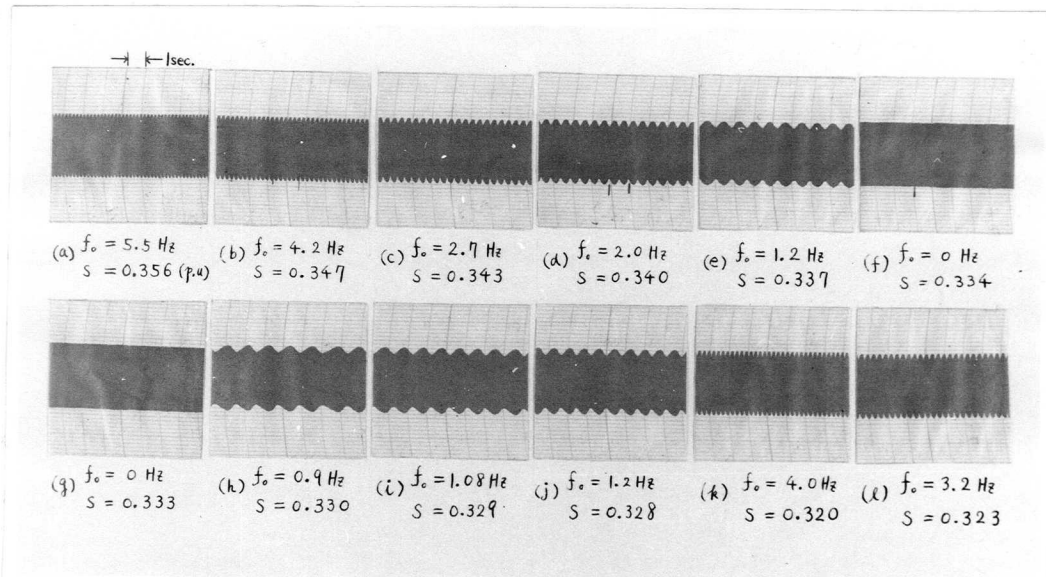 1sec.
(a) f₀ = 5.5 Hz
S = 0.356 (p.u)
(b) f₀ = 4.2 Hz
S = 0.347
(c) f₀ = 2.7 Hz
S = 0.343
(d) f₀ = 2.0 Hz
S = 0.340
(e) f₀ = 1.2 Hz
S = 0.337
(f) f₀ = 0 Hz
S = 0.334
(g) f₀ = 0 Hz
S = 0.333
(h) f₀ = 0.9 Hz
S = 0.330
(i) f₀ = 1.08 Hz
S = 0.329
(j) f₀ = 1.2 Hz
S = 0.328
(k) f₀ = 4.0 Hz
S = 0.320
(l) f₀ = 3.2 Hz
S = 0.323